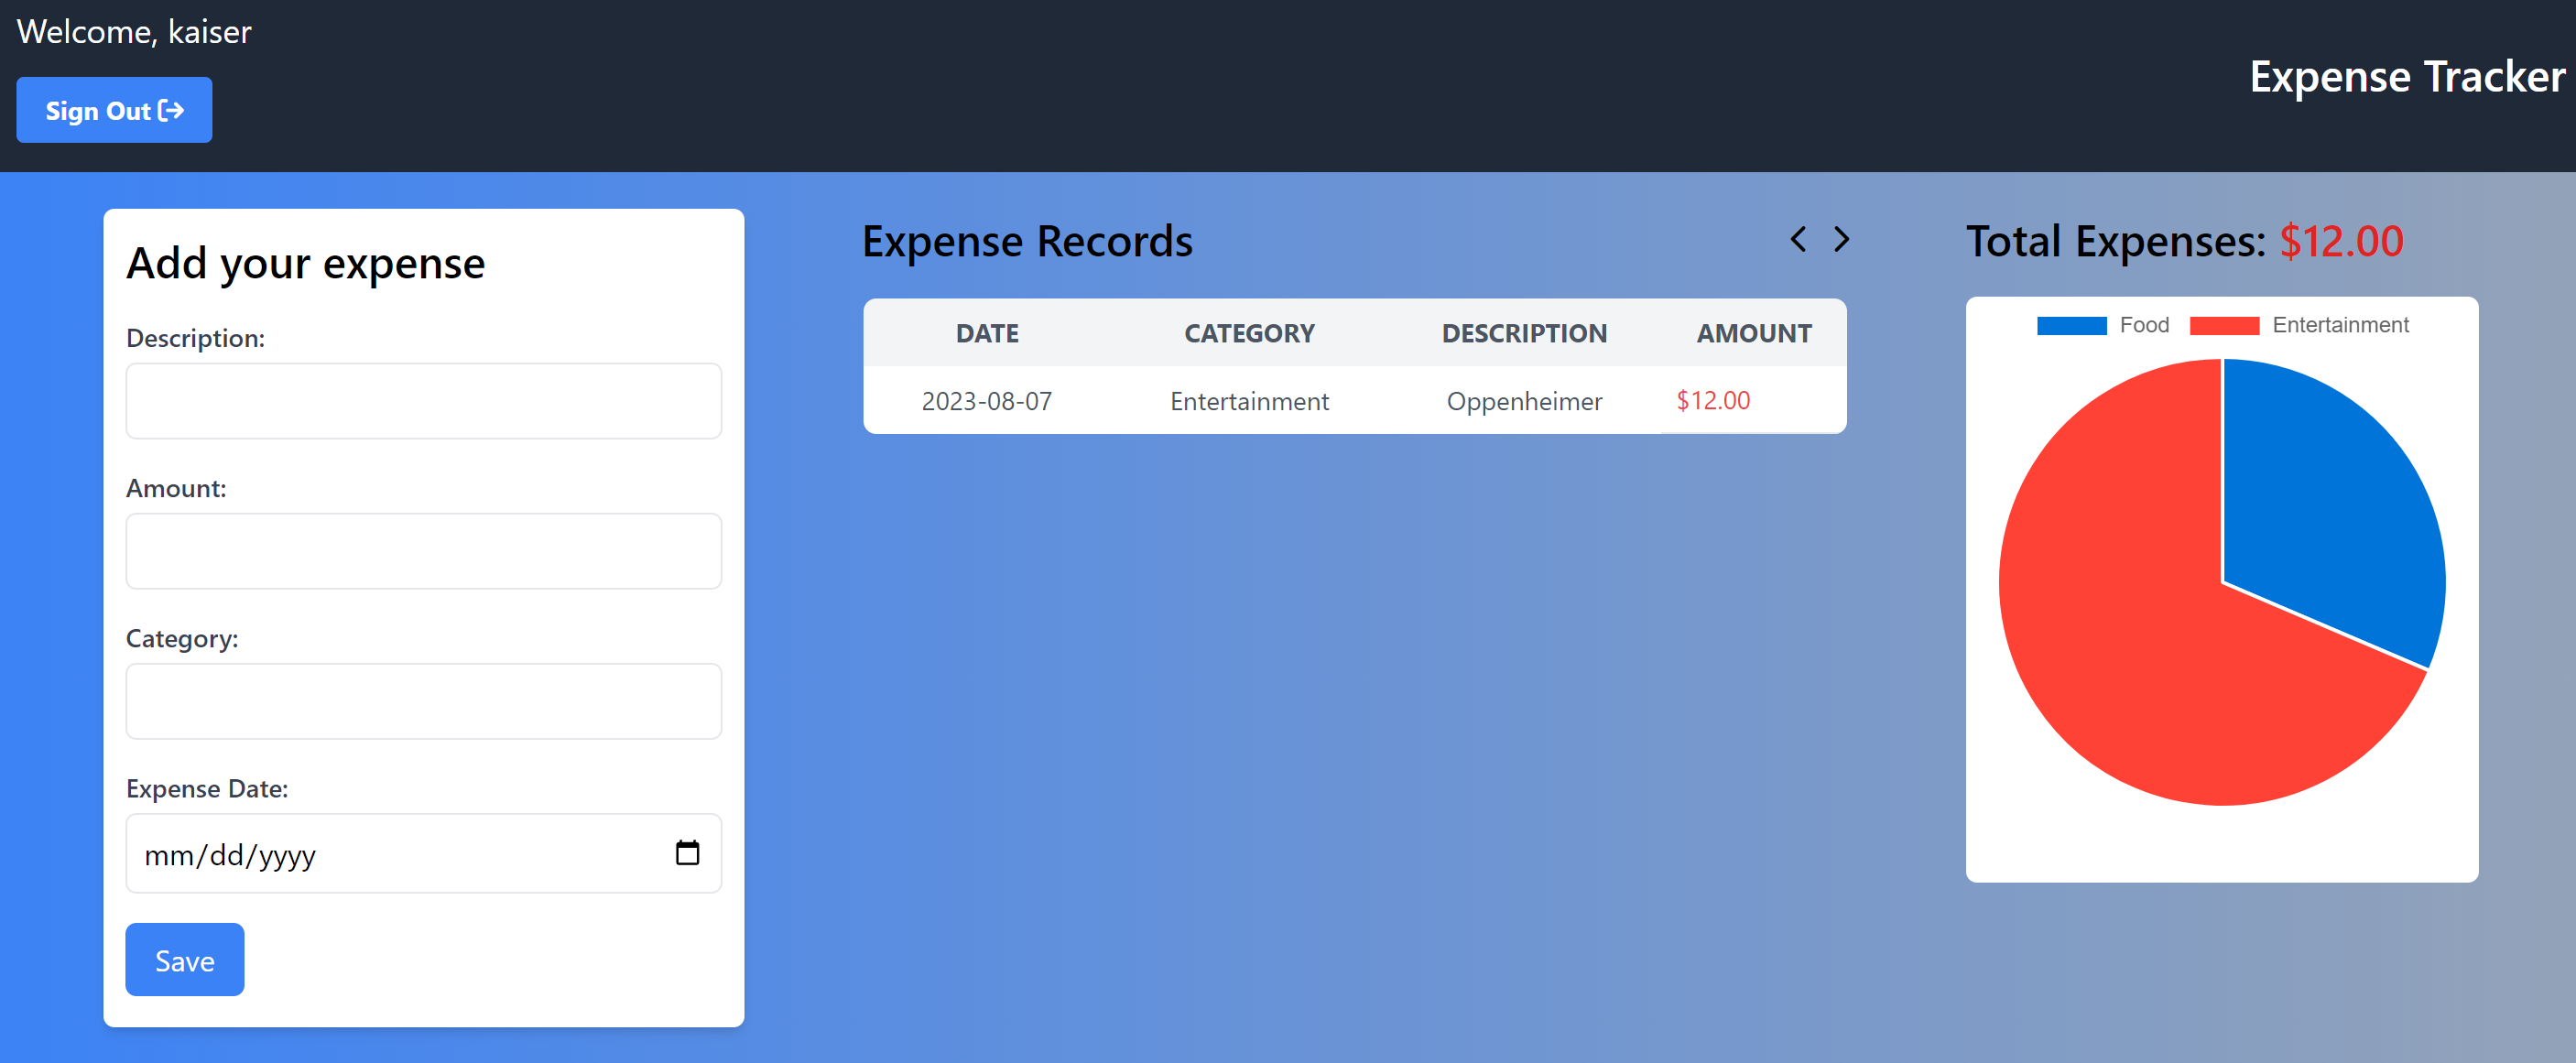 Welcome, kaiser
Sign Out
Expense Tracker
Add your expense
Description:
Amount:
Category:
Expense Date:
mm/dd/yyyy
Save
Expense Records
DATE CATEGORY DESCRIPTION AMOUNT
2023-08-07 Entertainment Oppenheimer $12.00
Total Expenses: $12.00
Food Entertainment